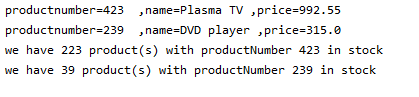 productnumber=423  ,name=Plasma TV ,price=992.55
productnumber=239  ,name=DVD player ,price=315.0
we have 223 product(s) with productNumber 423 in stock
we have 39 product(s) with productNumber 239 in stock